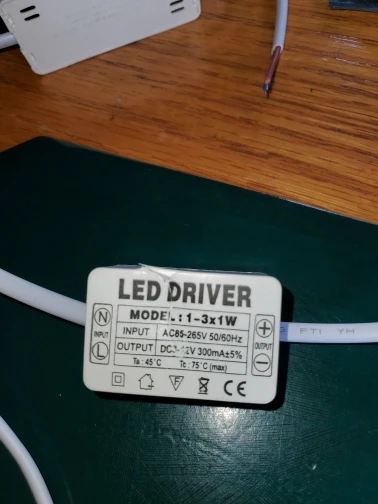 LED DRIVER
MODEL: 1-3x1W
N INPUT AC85-265V 50/60Hz +
L OUTPUT 300mA±5% OUTPUT −
Ta: 45°C Tc: 75°C (max)
F CE